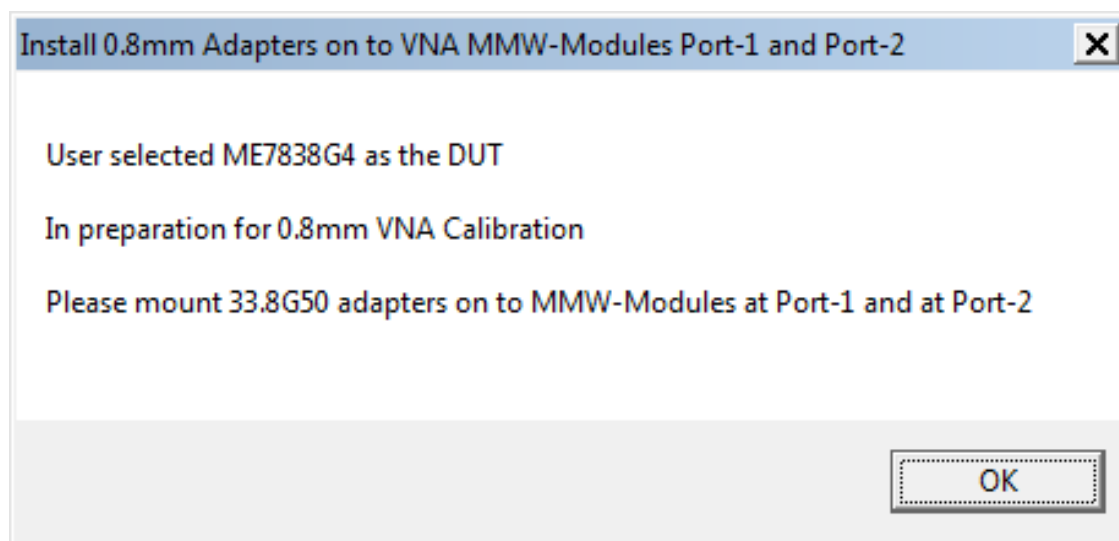 Install 0.8mm Adapters on to VNA MMW-Modules Port-1 and Port-2
User selected ME7838G4 as the DUT
In preparation for 0.8mm VNA Calibration
Please mount 33.8G50 adapters on to MMW-Modules at Port-1 and at Port-2
OK